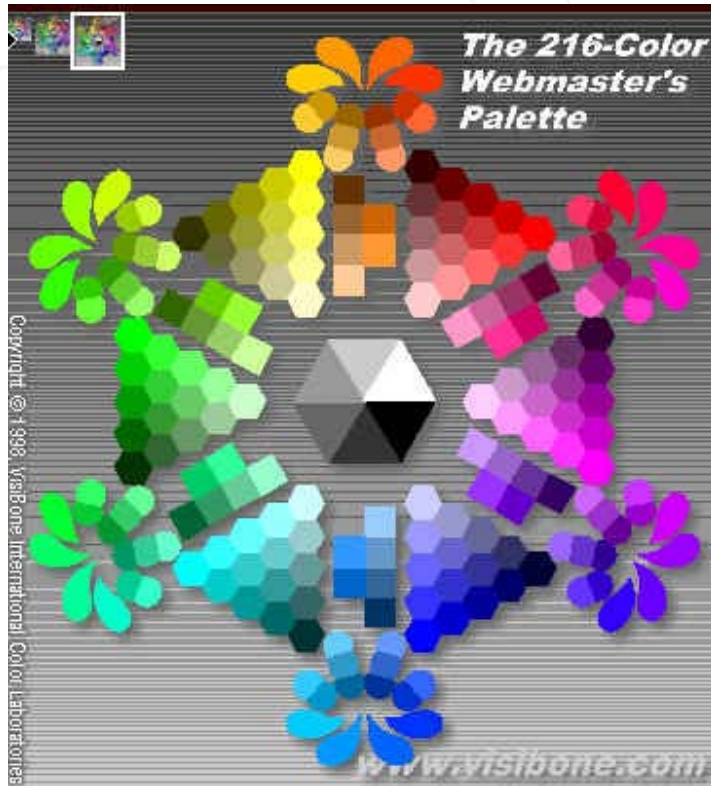 The 216-Color
Webmaster's
Palette
Copyright © 1998, VisiBone International Color Laboratories
www.visibone.com